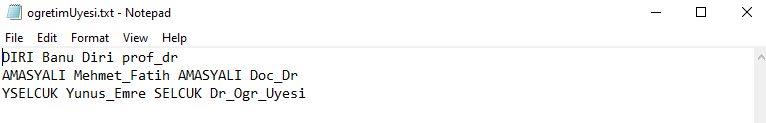 ogretimUyesi.txt - Notepad
File Edit Format View Help
DIRI Banu Diri prof_dr
AMASYALI Mehmet_Fatih AMASYALI Doc_Dr
YSELCUK Yunus_Emre SELCUK Dr_Ogr_Uyesi